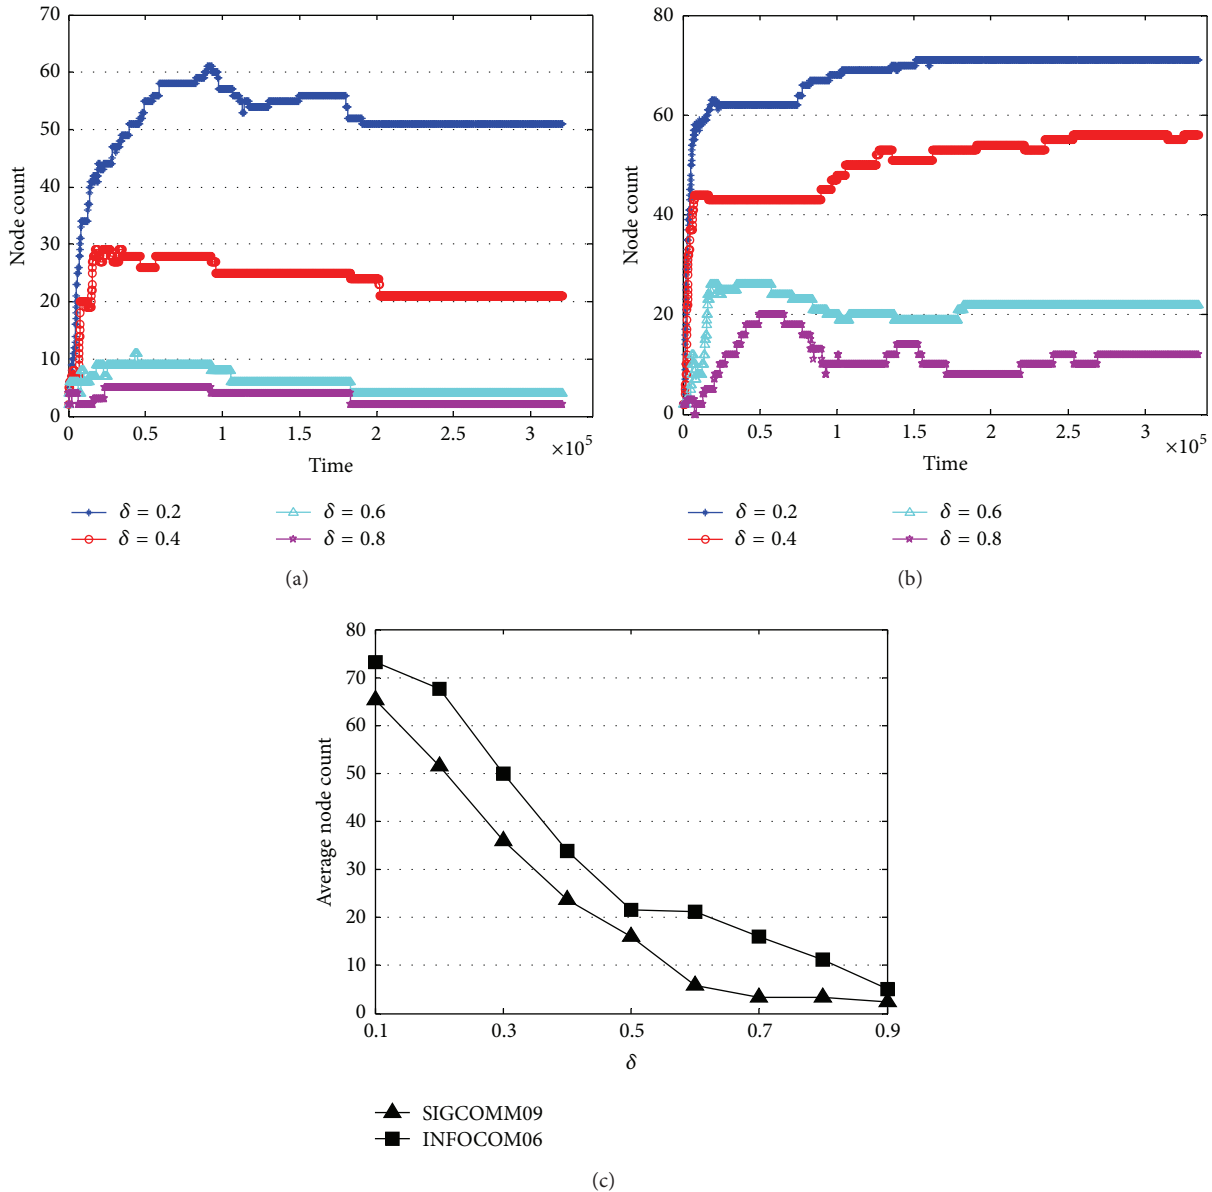 70
60
50
40
30
20
10
0
Node count
0 0.5 1 1.5 2 2.5 3
×10⁵
Time
δ = 0.2 δ = 0.6
δ = 0.4 δ = 0.8
(a)
80
60
40
20
0
Node count
0 0.5 1 1.5 2 2.5 3
×10⁵
Time
δ = 0.2 δ = 0.6
δ = 0.4 δ = 0.8
(b)
80
70
60
50
40
30
20
10
0
Average node count
0.1 0.3 0.5 0.7 0.9
δ
SIGCOMM09
INFOCOM06
(c)